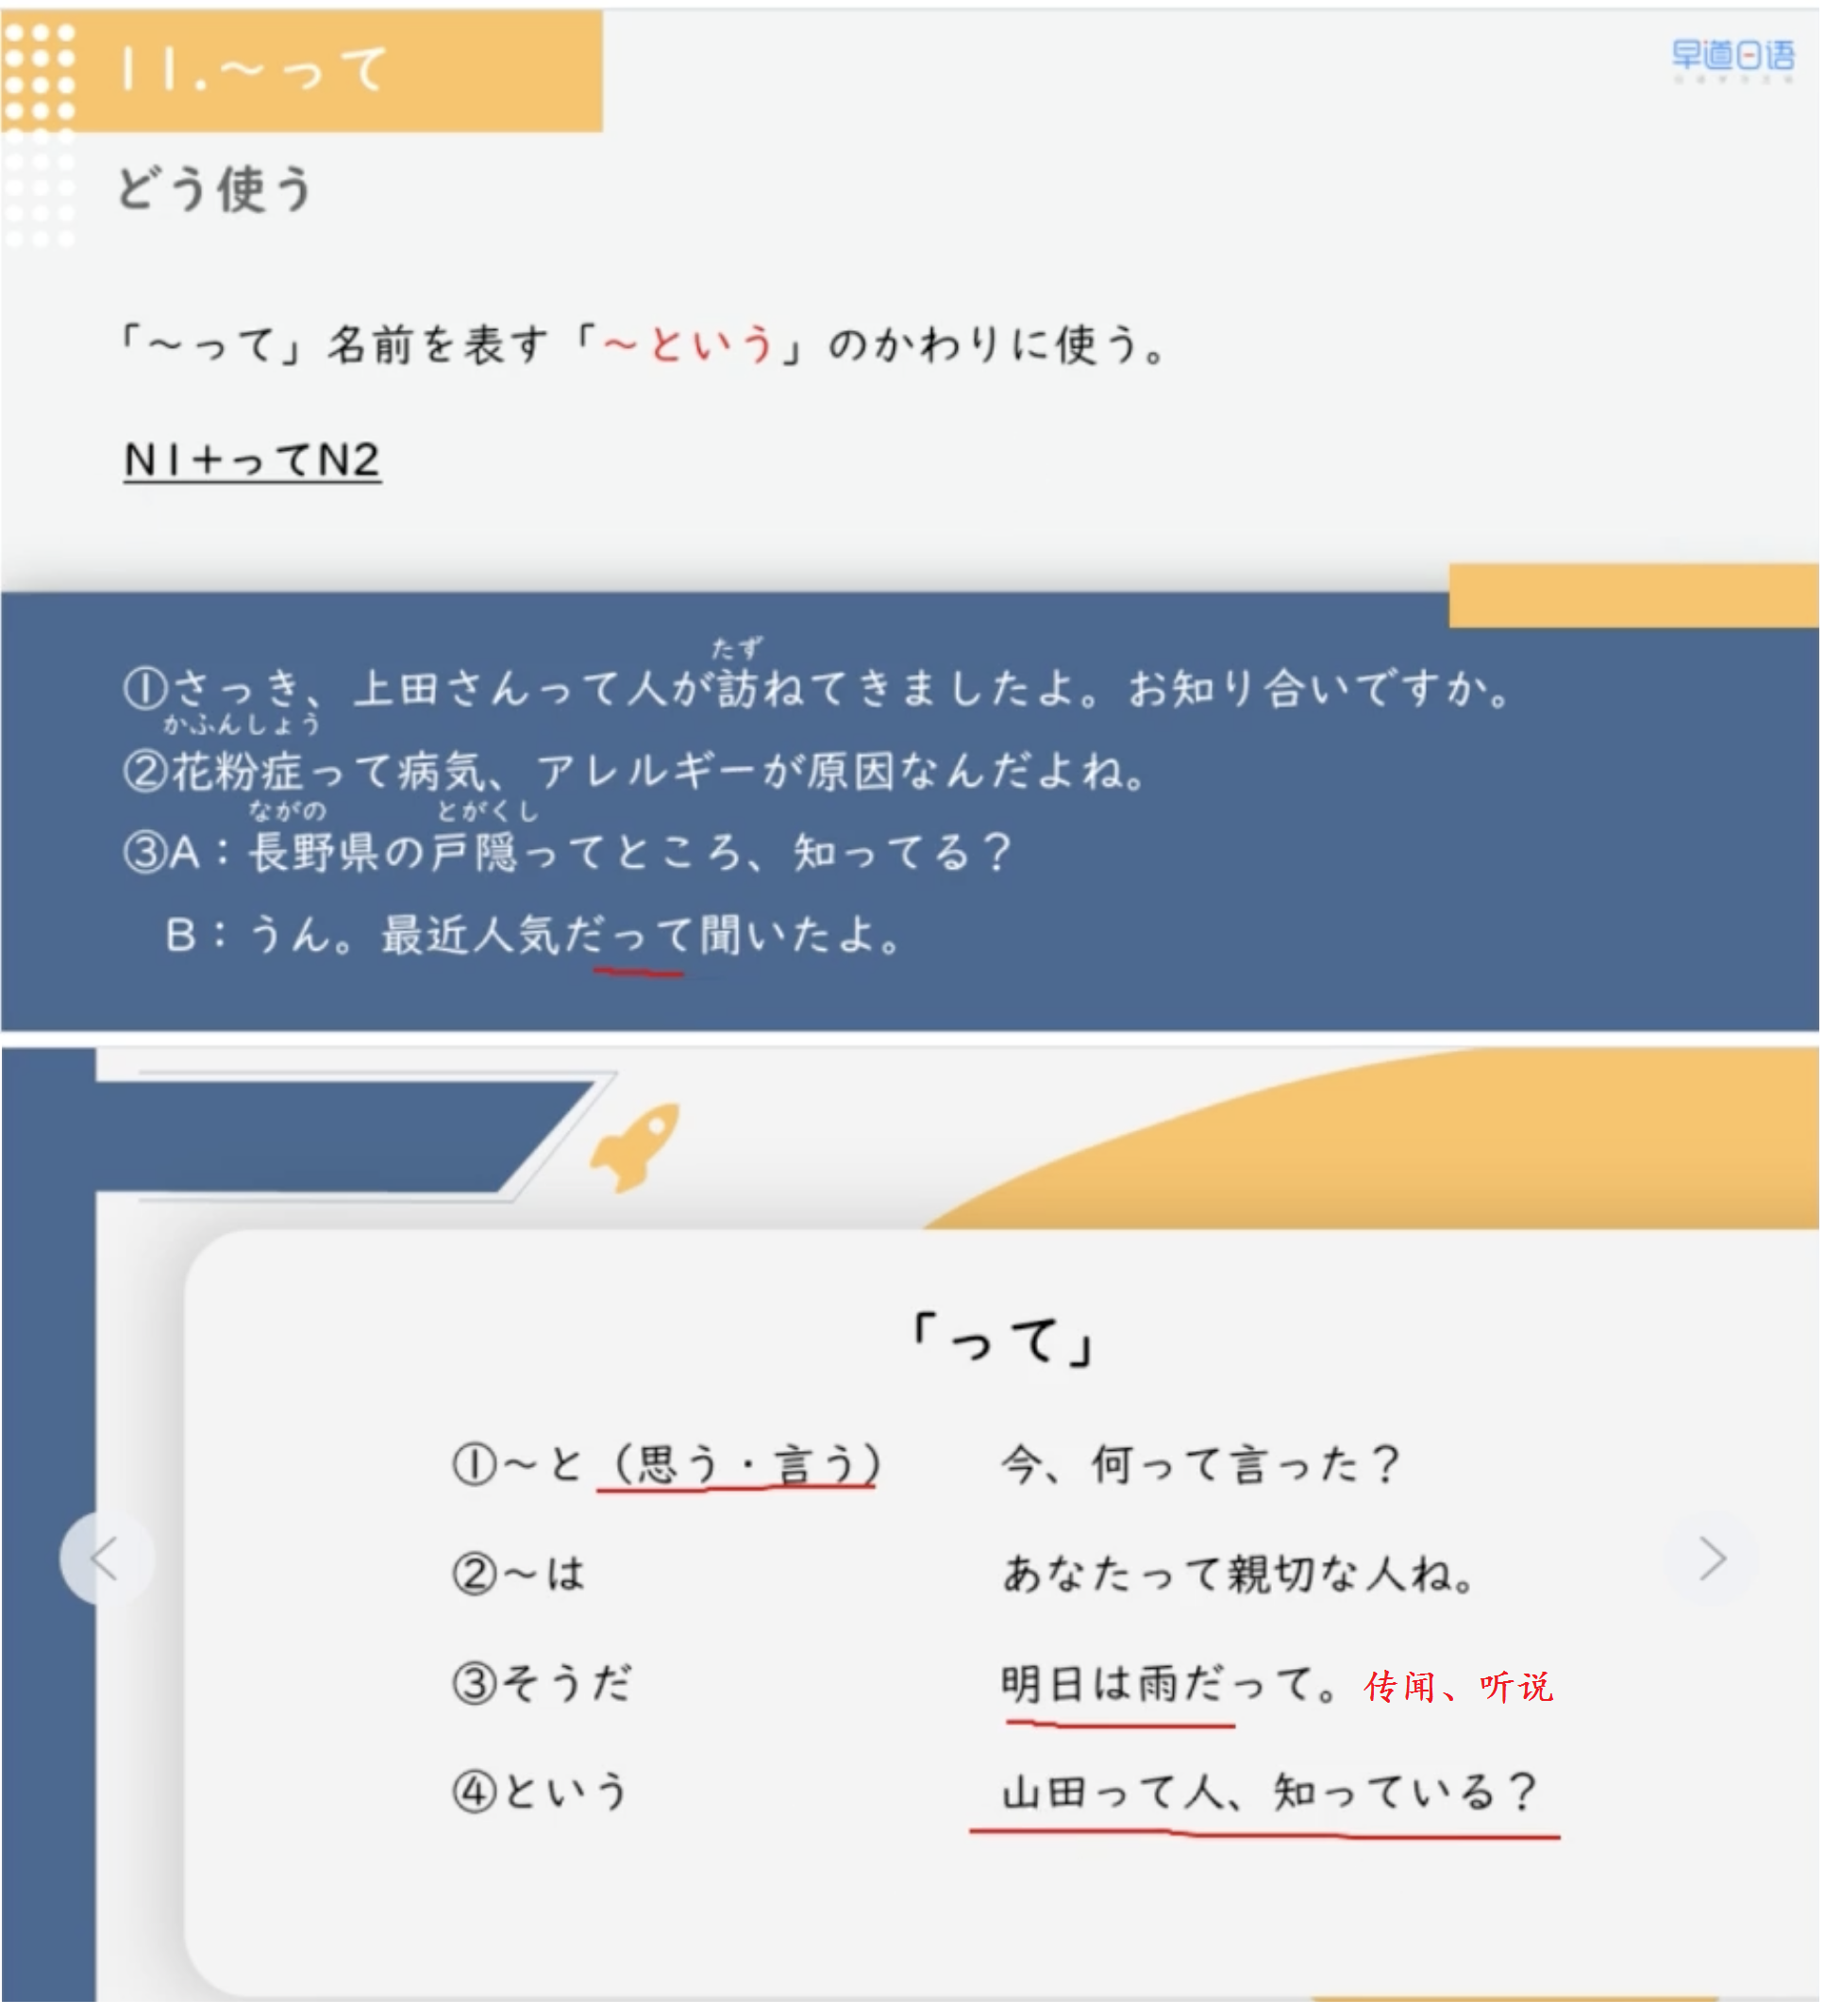 11.～って
早道日语
どう使う
「～って」名前を表す「～という」のかわりに使う。
N1+ってN2
たず
①さっき、上田さんって人が訪ねてきましたよ。お知り合いですか。
かふんしょう
②花粉症って病気、アレルギーが原因なんだよね。
ながの とがくし
③A：長野県の戸隠ってところ、知ってる？
B：うん。最近人気だって聞いたよ。
「って」
①～と（思う・言う） 今、何って言った？
②～は あなたって親切な人ね。
③そうだ 明日は雨だって。传闻、听说
④という 山田って人、知っている？